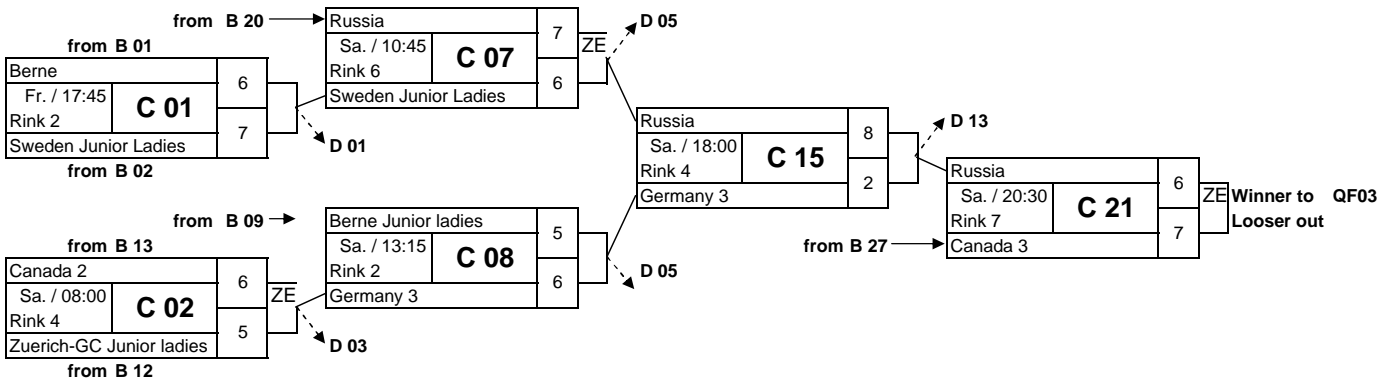 from B 20
Russia
7
ZE
D 05
Sa. / 10:45
C 07
Rink 6
6
Sweden Junior Ladies
from B 01
Berne
6
Fr. / 17:45
C 01
Rink 2
7
Sweden Junior Ladies
D 01
from B 02
Russia
8
D 13
Sa. / 18:00
C 15
Rink 4
2
Germany 3
Russia
6
ZE
Winner to QF03
Sa. / 20:30
C 21
Rink 7
7
Looser out
from B 27
Canada 3
from B 09
Berne Junior ladies
5
Sa. / 13:15
C 08
Rink 2
6
D 05
Germany 3
from B 13
Canada 2
6
ZE
Sa. / 08:00
C 02
Rink 4
5
Zuerich-GC Junior ladies
D 03
from B 12